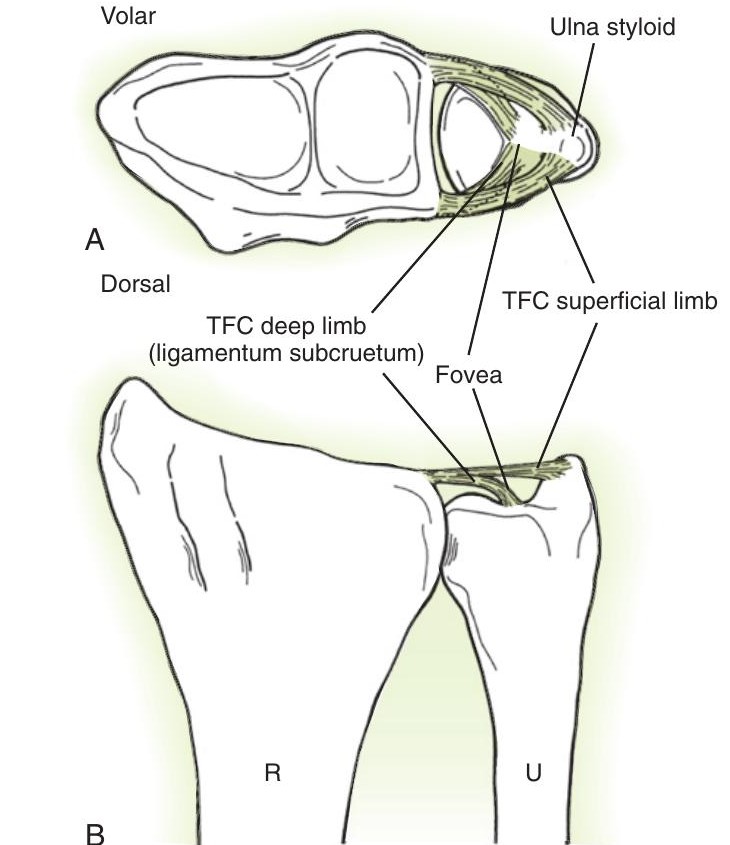 Volar
Ulna styloid
A
Dorsal
TFC superficial limb
TFC deep limb
(ligamentum subcruetum)
Fovea
R
U
B